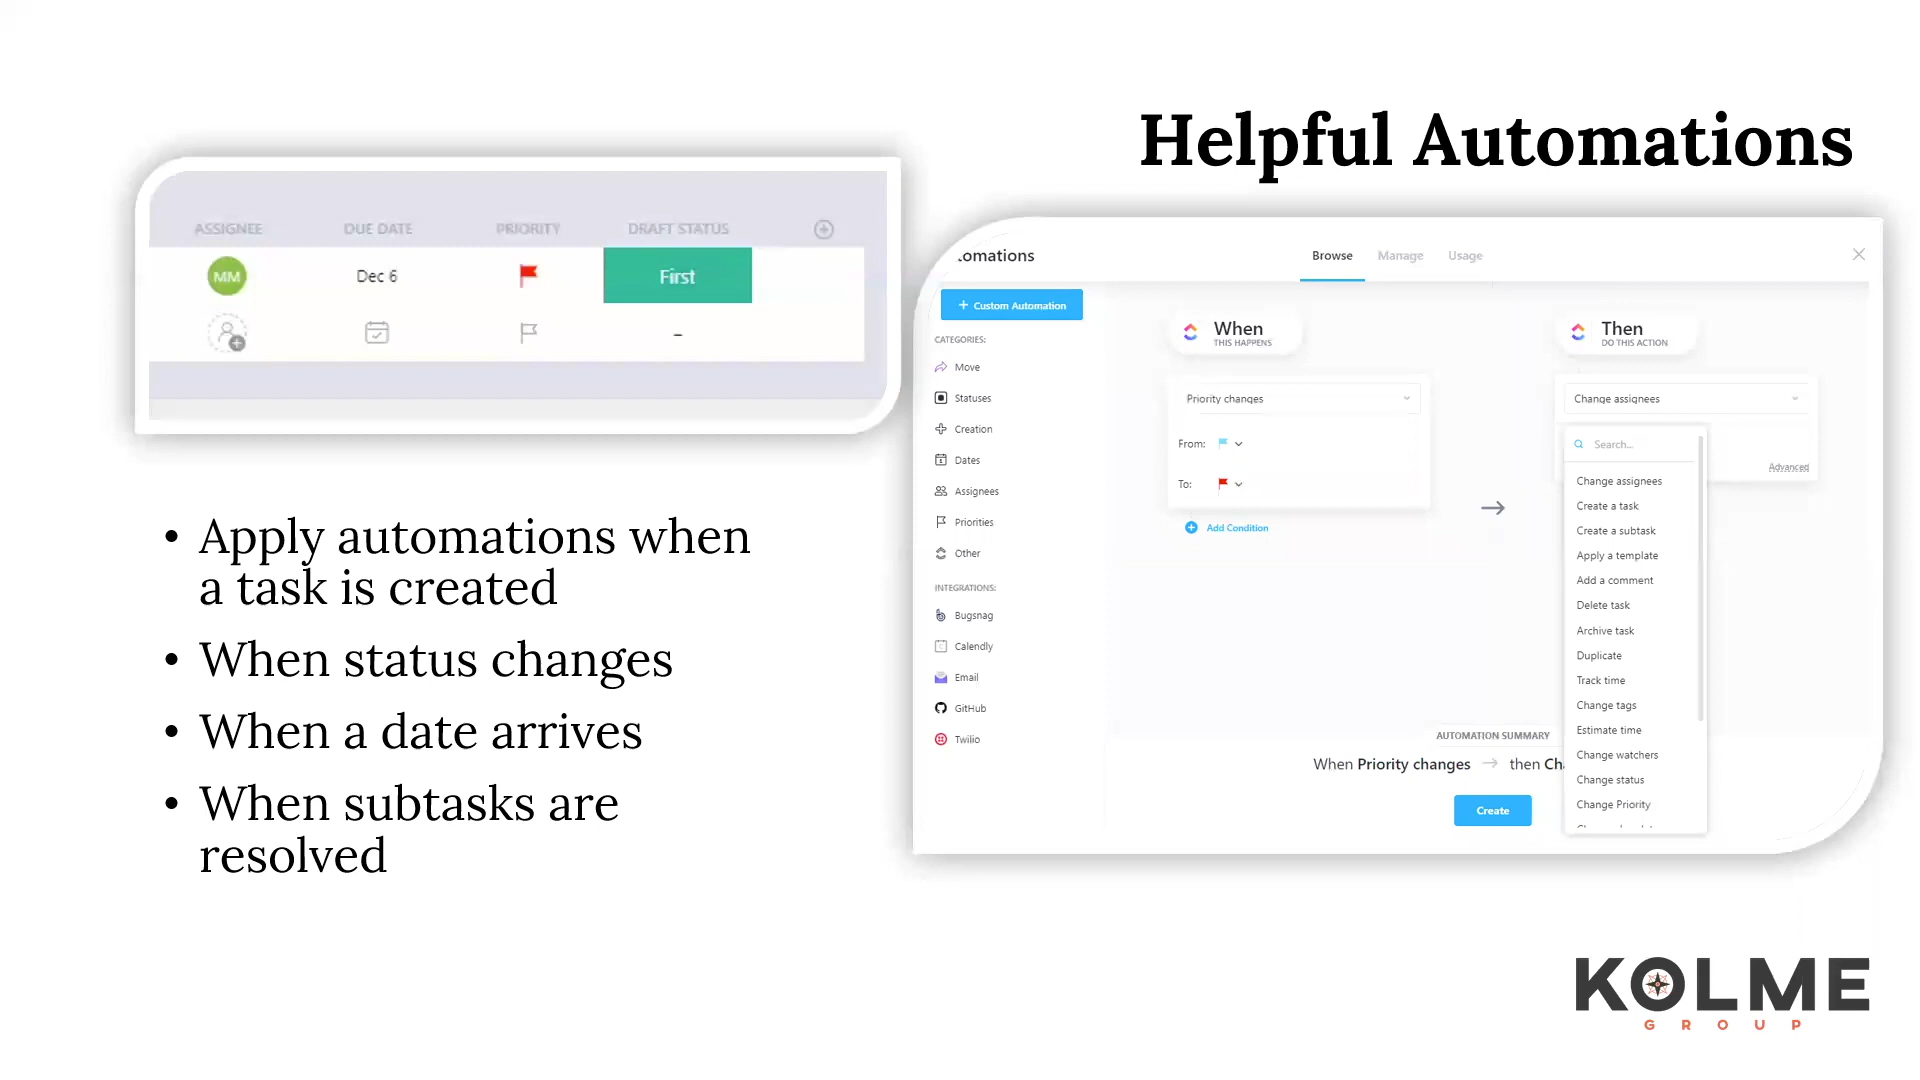 Helpful Automations
ASSIGNEE DUE DATE PRIORITY DRAFT STATUS
MM Dec 6 First
–
• Apply automations when
a task is created
• When status changes
• When a date arrives
• When subtasks are
resolved
tomations
Browse Manage Usage
+ Custom Automation
CATEGORIES:
Move
Statuses
Creation
Dates
Assignees
Priorities
Other
INTEGRATIONS:
Bugsnag
Calendly
Email
GitHub
Twilio
When
THIS HAPPENS
Priority changes
From:
To:
Add Condition
Then
DO THIS ACTION
Change assignees
Search...
Advanced
Change assignees
Create a task
Create a subtask
Apply a template
Add a comment
Delete task
Archive task
Duplicate
Track time
Change tags
Estimate time
Change watchers
Change status
Change Priority
AUTOMATION SUMMARY
When Priority changes → then Ch
Create
KOLME
GROUP